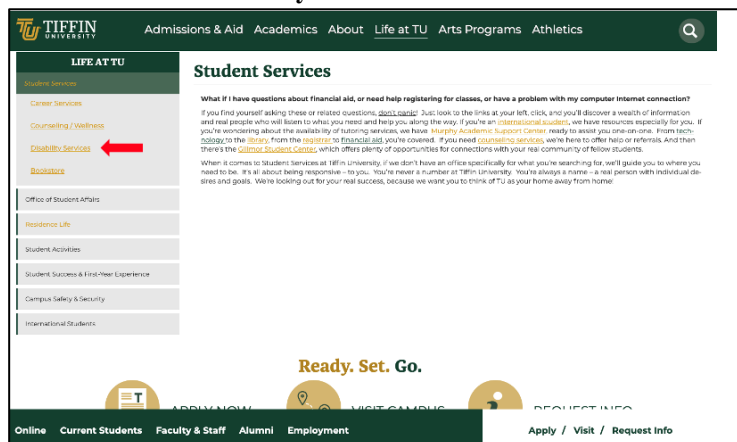 TIFFIN
UNIVERSITY
Admissions & Aid Academics About Life at TU Arts Programs Athletics
LIFE AT TU
Student Services
Career Services
Counseling / Wellness
Disability Services
Bookstore
Office of Student Affairs
Residence Life
Student Activities
Student Success & First-Year Experience
Campus Safety & Security
International Students
Student Services
What if I have questions about financial aid, or need help registering for classes, or have a problem with my computer Internet connection?
If you find yourself asking these or related questions, don't panic! Just look to the links at your left, click, and you'll discover a wealth of information
and real people who will listen to what you need and help you along the way. If you're an international student, we have resources especially for you. If
you're wondering about the availability of tutoring services, we have Murphy Academic Support Center, ready to assist you one-on-one. From tech-
nology to the library, from the registrar to financial aid, you're covered. If you need counseling services, we're here to offer help or referrals. And then
there's the Gillmor Student Center, which offers plenty of opportunities for connections with your real community of fellow students.
When it comes to Student Services at Tiffin University, if we don't have an office specifically for what you're searching for, we'll guide you to where you
need to be. It's all about being responsive – to you. You're never a number at Tiffin University. You're always a name – a real person with individual de-
sires and goals. We're looking out for your real success, because we want you to think of TU as your home away from home!
Ready. Set. Go.
APPLY NOW VISIT CAMPUS REQUEST INFO
Online Current Students Faculty & Staff Alumni Employment Apply / Visit / Request Info